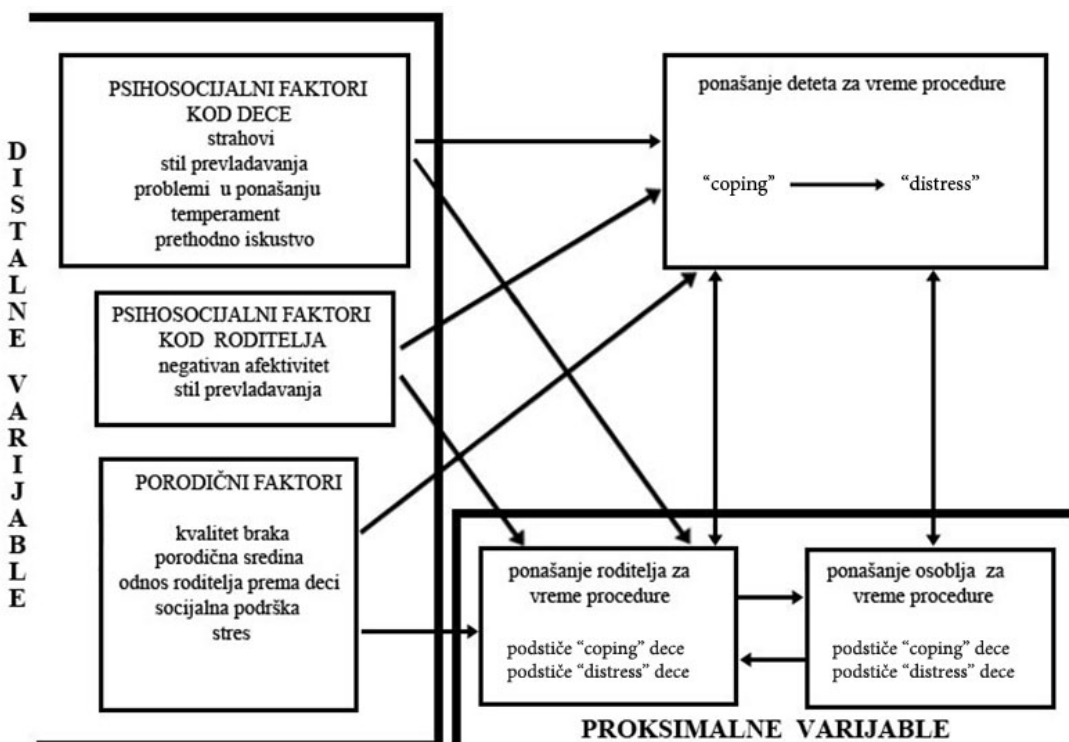 DISTALNE VARIJABLE
PSIHOSOCIJALNI FAKTORI
KOD DECE
strahovi
stil prevladavanja
problemi u ponašanju
temperament
prethodno iskustvo
PSIHOSOCIJALNI FAKTORI
KOD RODITELJA
negativan afektivitet
stil prevladavanja
PORODIČNI FAKTORI
kvalitet braka
porodična sredina
odnos roditelja prema deci
socijalna podrška
stres
ponašanje deteta za vreme procedure
“coping” “distress”
ponašanje roditelja za
vreme procedure
podstiče “coping” dece
podstiče “distress” dece
ponašanje osoblja za
vreme procedure
podstiče “coping” dece
podstiče “distress” dece
PROKSIMALNE VARIJABLE